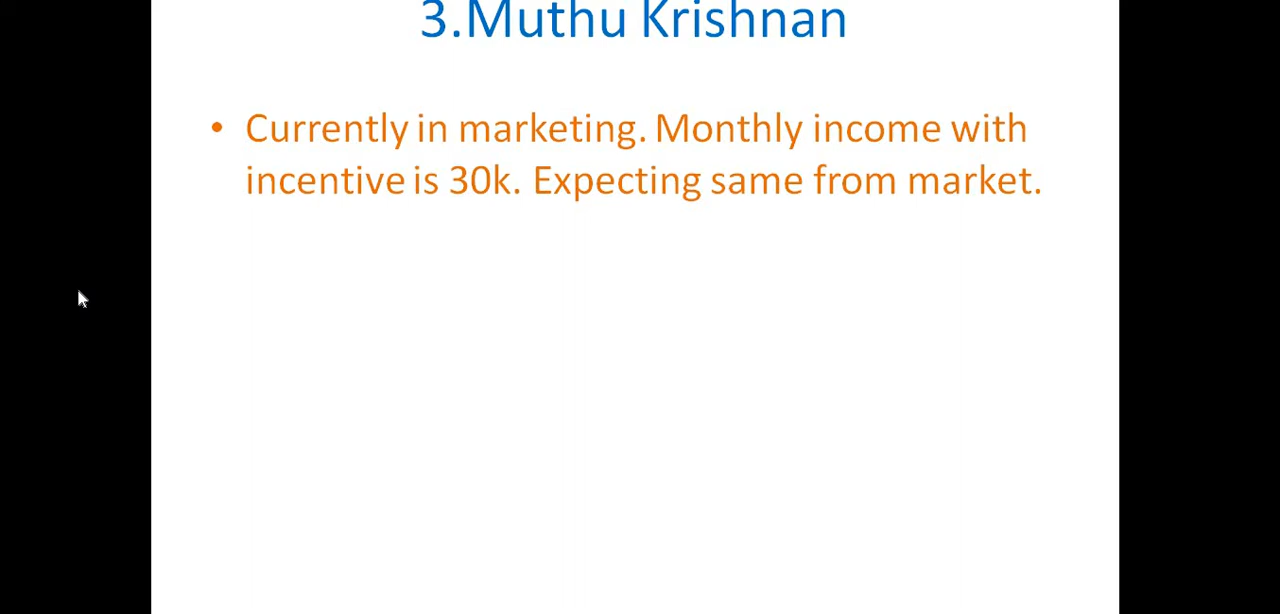 3.Muthu Krishnan
• Currently in marketing. Monthly income with
incentive is 30k. Expecting same from market.